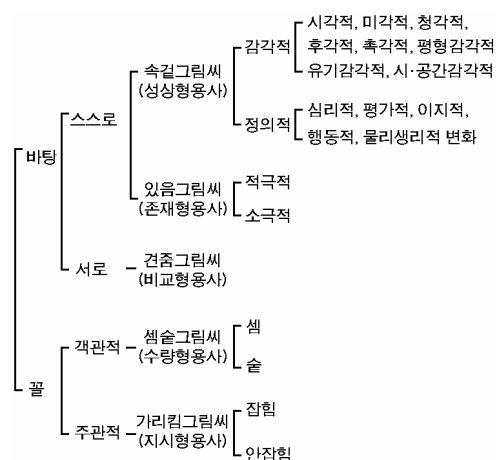 시각적, 미각적, 청각적,
감각적
후각적, 촉각적, 평형감각적
속겉그림씨
유기감각적, 시·공간감각적
(성상형용사)
스스로
심리적, 평가적, 이지적,
정의적
행동적, 물리생리적 변화
바탕
있음그림씨
적극적
(존재형용사)
소극적
서로
견줌그림씨
(비교형용사)
객관적
셈숱그림씨
셈
(수량형용사)
숱
꼴
주관적
가리킴그림씨
잡힘
(지시형용사)
안잡힘